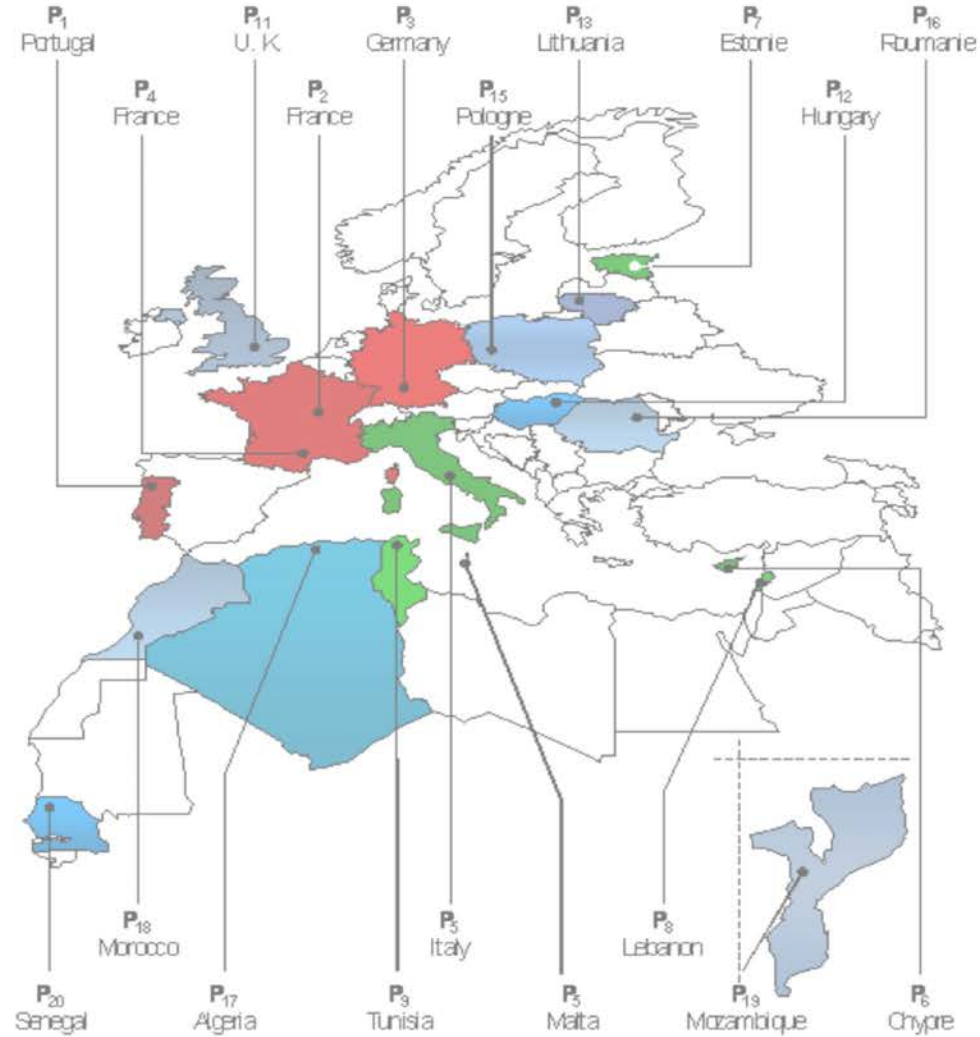 P1 P11 P3 P13 P7 P16
Portugal U. K. Germany Lithuania Estonie Roumanie
P4 P2 P15 P12
France France Pologne Hungary
P18 P5 P8
Morocco Italy Lebanon
P20 P17 P9 P5 P19 P6
Senegal Algeria Tunisia Malta Mozambique Chypre